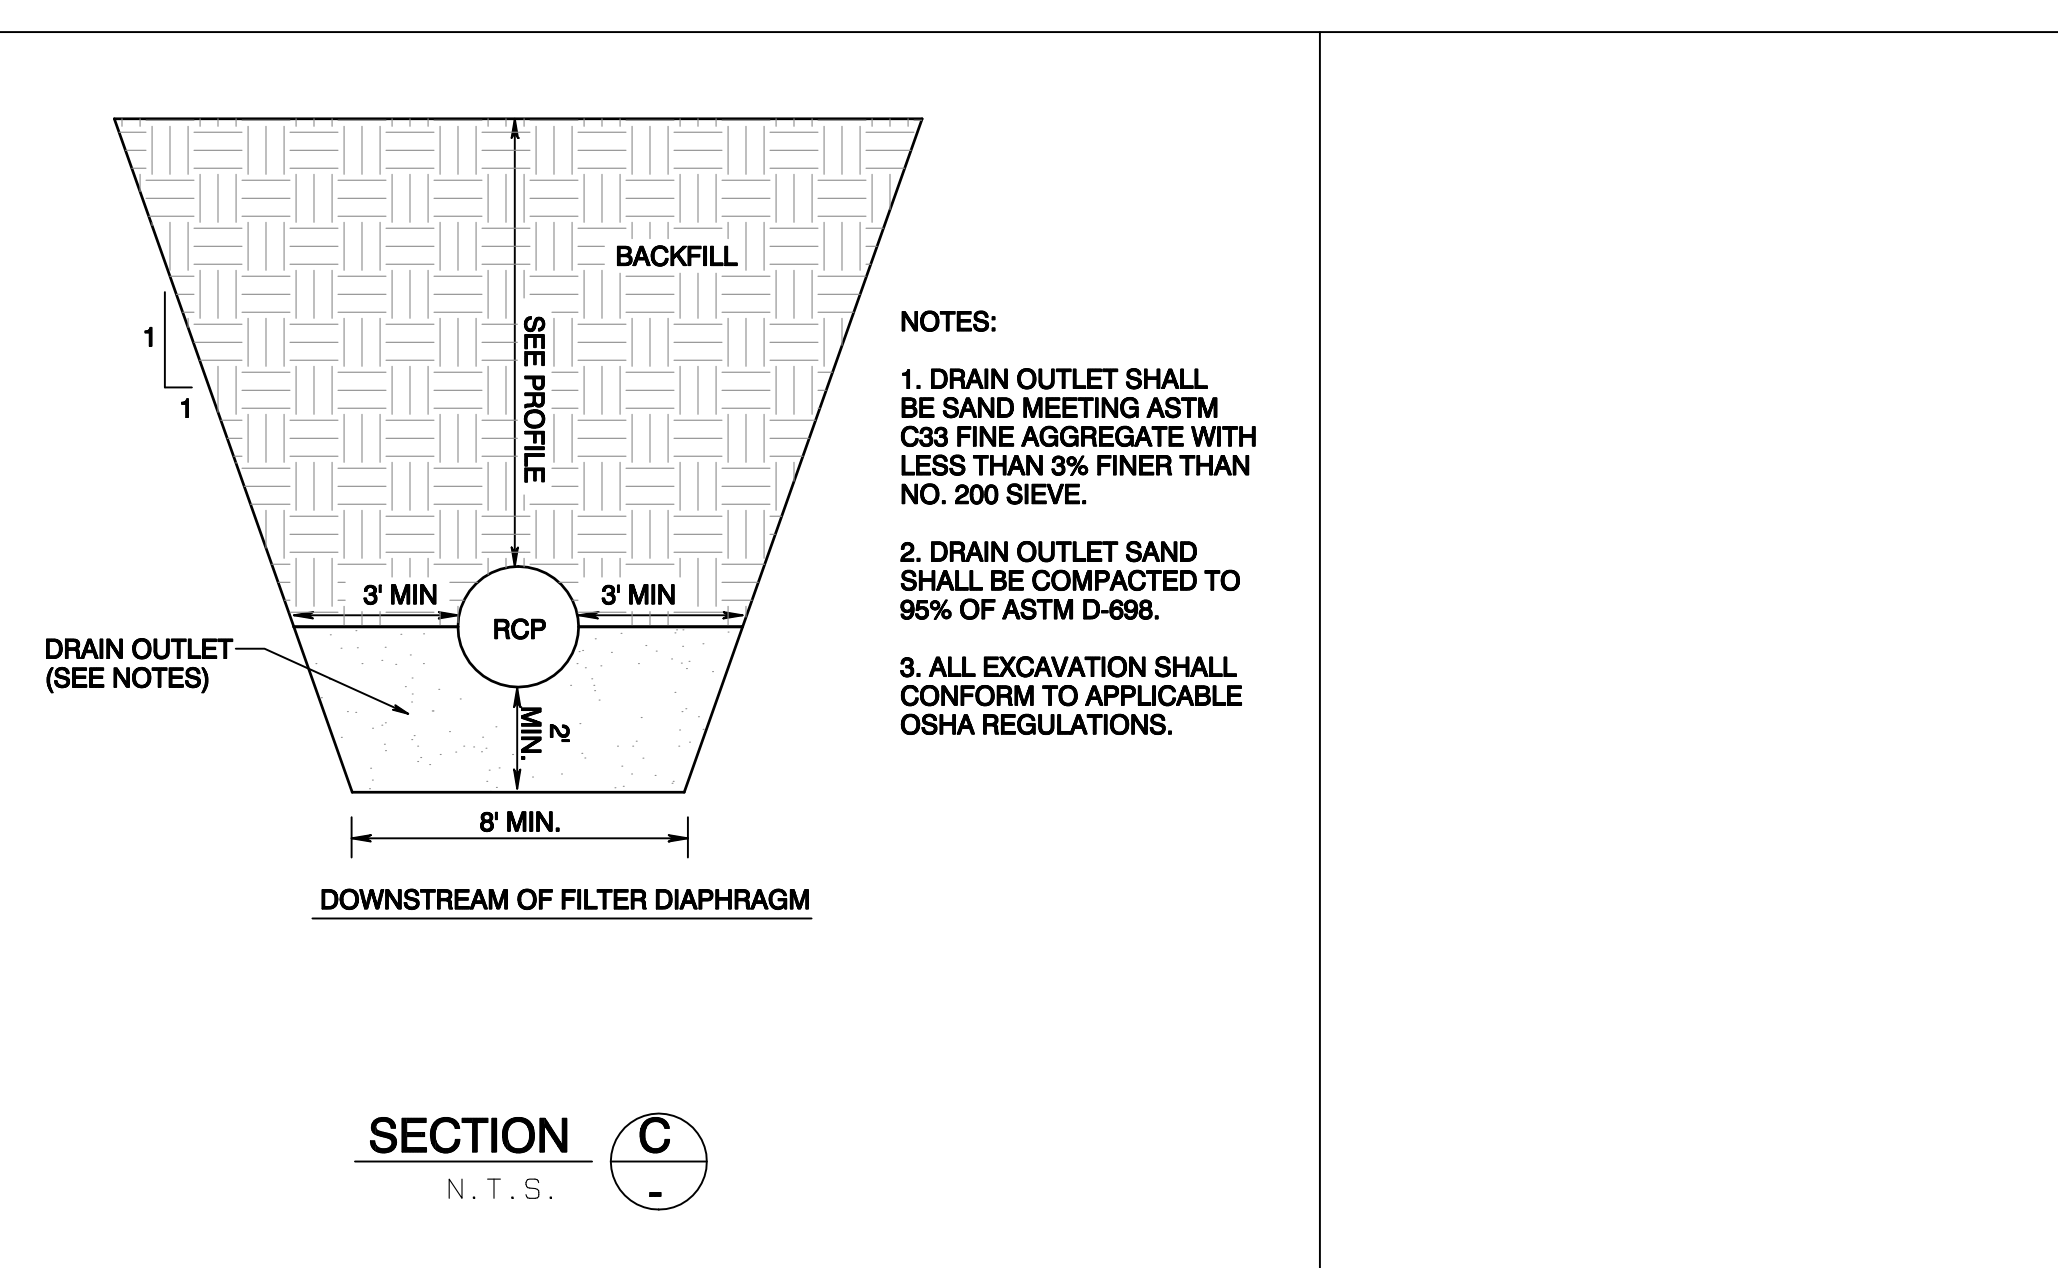 BACKFILL
SEE PROFILE
1
1
3' MIN
3' MIN
RCP
DRAIN OUTLET
(SEE NOTES)
2'
MIN.
8' MIN.
DOWNSTREAM OF FILTER DIAPHRAGM
NOTES:
1. DRAIN OUTLET SHALL
BE SAND MEETING ASTM
C33 FINE AGGREGATE WITH
LESS THAN 3% FINER THAN
NO. 200 SIEVE.
2. DRAIN OUTLET SAND
SHALL BE COMPACTED TO
95% OF ASTM D-698.
3. ALL EXCAVATION SHALL
CONFORM TO APPLICABLE
OSHA REGULATIONS.
SECTION
N.T.S.
C
-